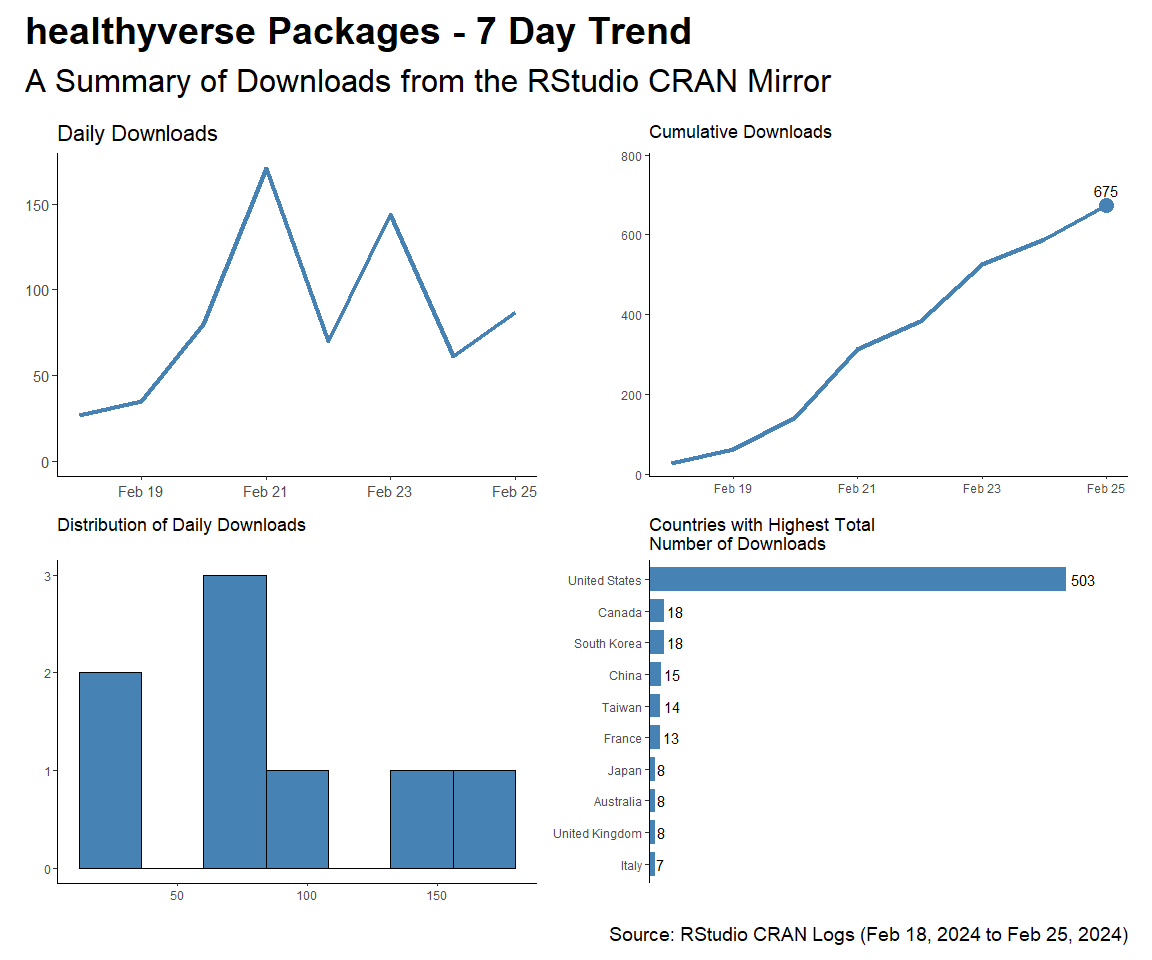 healthyverse Packages - 7 Day Trend
A Summary of Downloads from the RStudio CRAN Mirror
Daily Downloads
150
100
50
0
Feb 19
Feb 21
Feb 23
Feb 25
Cumulative Downloads
800
600
400
200
0
675
Feb 19
Feb 21
Feb 23
Feb 25
Distribution of Daily Downloads
3
2
1
0
50
100
150
Countries with Highest Total
Number of Downloads
United States 503
Canada 18
South Korea 18
China 15
Taiwan 14
France 13
Japan 8
Australia 8
United Kingdom 8
Italy 7
Source: RStudio CRAN Logs (Feb 18, 2024 to Feb 25, 2024)